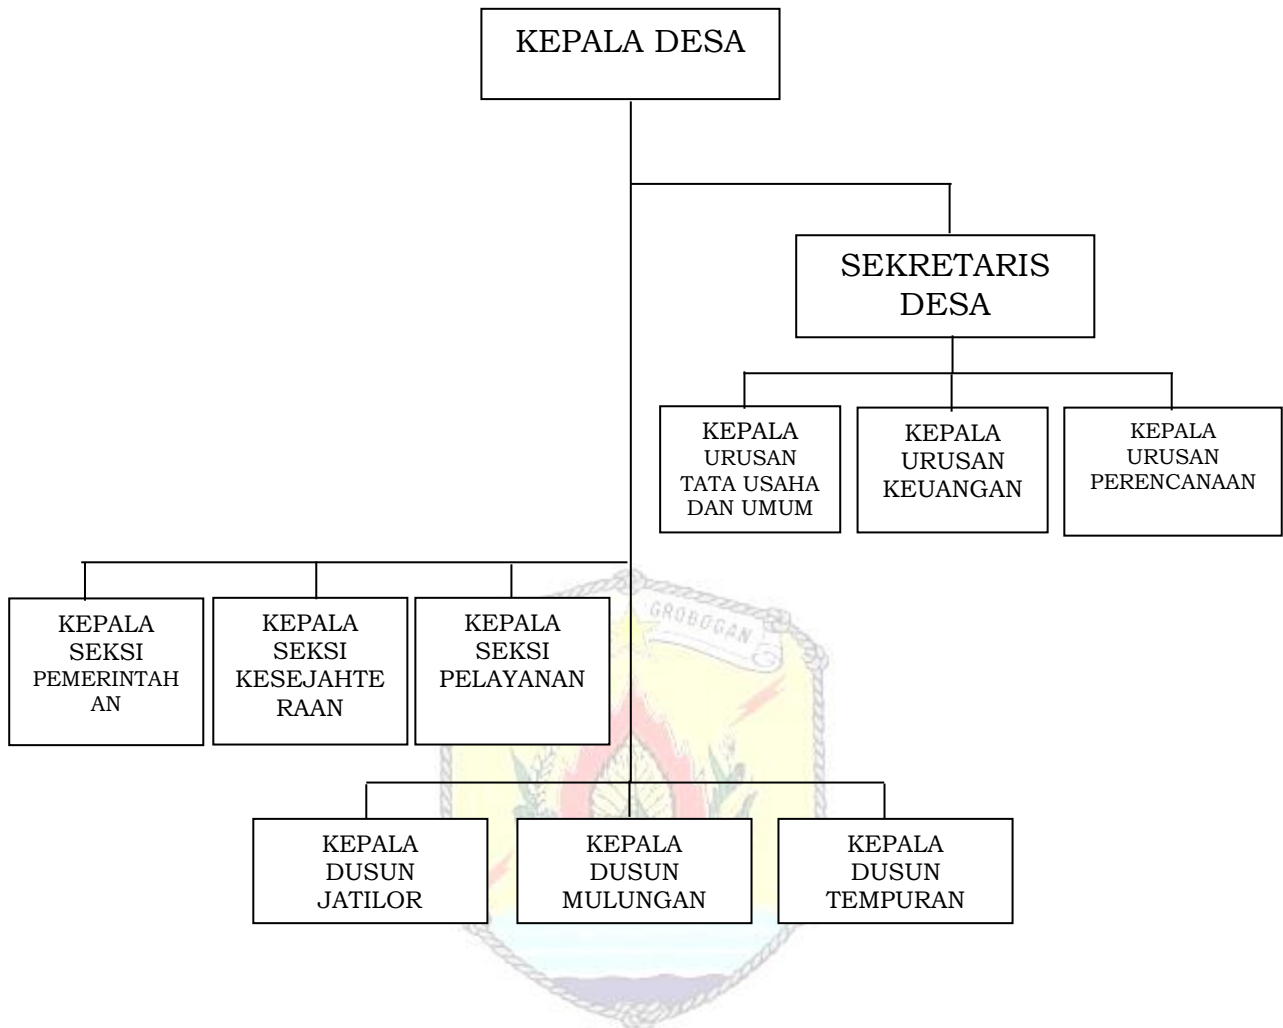 KEPALA DESA
SEKRETARIS
DESA
KEPALA
URUSAN
TATA USAHA
DAN UMUM
KEPALA
URUSAN
KEUANGAN
KEPALA
URUSAN
PERENCANAAN
KEPALA
SEKSI
PEMERINTAH
AN
KEPALA
SEKSI
KESEJAHTE
RAAN
KEPALA
SEKSI
PELAYANAN
GROBOGAN
KEPALA
DUSUN
JATILOR
KEPALA
DUSUN
MULUNGAN
KEPALA
DUSUN
TEMPURAN